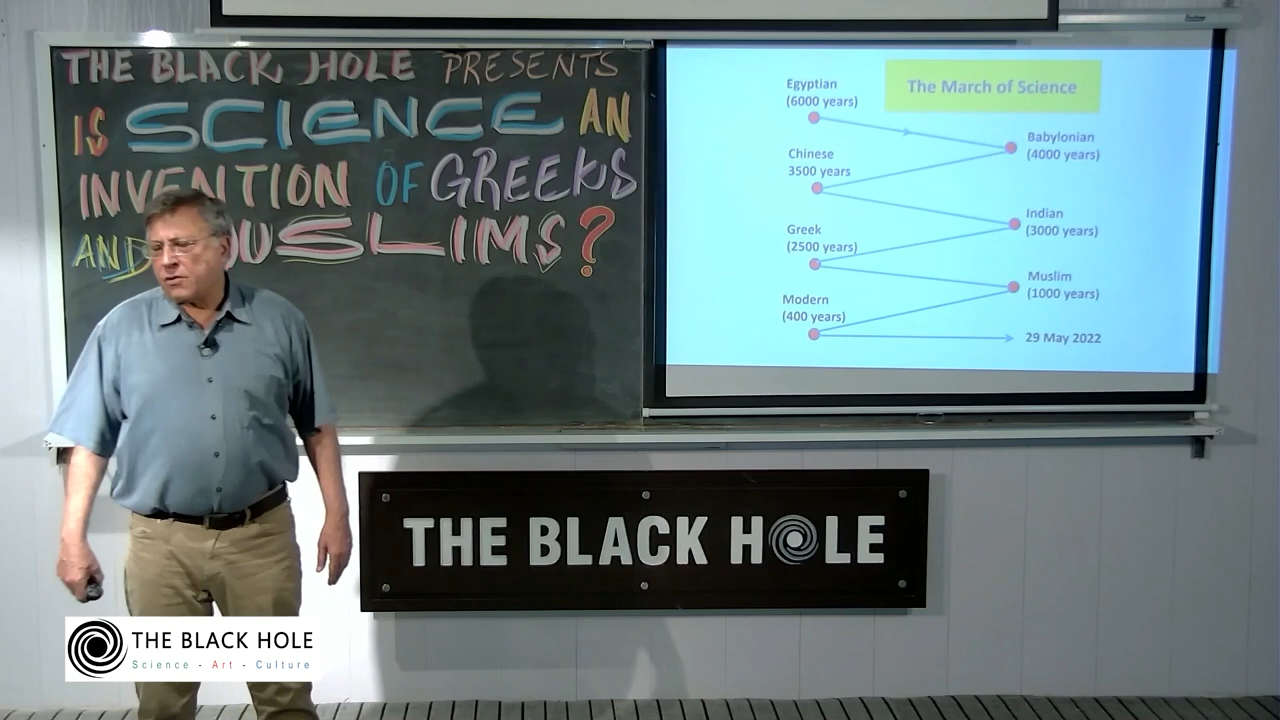 THE BLACK HOLE PRESENTS
IS SCIENCE AN
INVENTION OF GREEKS
AND MUSLIMS?
The March of Science
Egyptian
(6000 years)
Babylonian
(4000 years)
Chinese
3500 years
Indian
(3000 years)
Greek
(2500 years)
Muslim
(1000 years)
Modern
(400 years)
29 May 2022
THE BLACK HOLE
THE BLACK HOLE
Science - Art - Culture